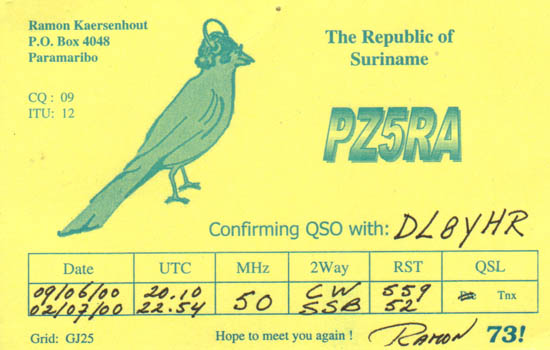 Ramon Kaersenhout
P.O. Box 4048
Paramaribo
CQ : 09
ITU: 12
The Republic of
Suriname
PZ5RA
Confirming QSO with: DL8YHR
Date UTC MHz 2Way RST QSL
09/06/00 20.10 50 CW 559 Tnx
02/07/00 22.54 SSB 52
Grid: GJ25 Hope to meet you again ! Ramon 73!